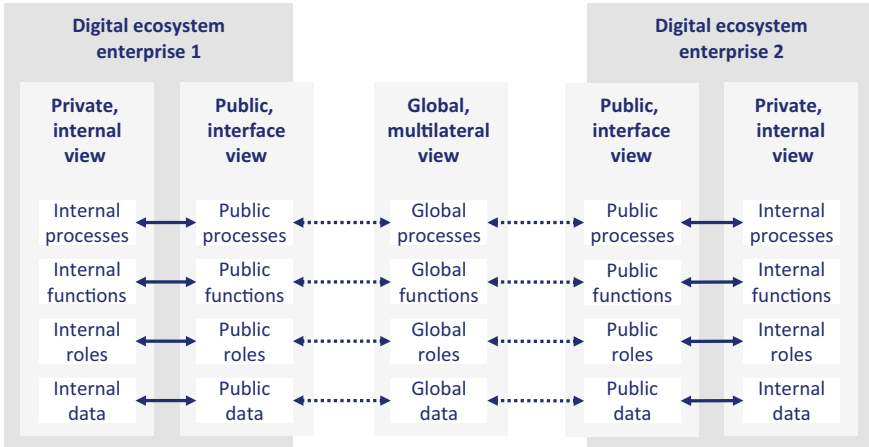 Digital ecosystem
enterprise 1
Digital ecosystem
enterprise 2
Private,
internal
view
Public,
interface
view
Global,
multilateral
view
Public,
interface
view
Private,
internal
view
Internal
processes
Public
processes
Global
processes
Public
processes
Internal
processes
Internal
functions
Public
functions
Global
functions
Public
functions
Internal
functions
Internal
roles
Public
roles
Global
roles
Public
roles
Internal
roles
Internal
data
Public
data
Global
data
Public
data
Internal
data